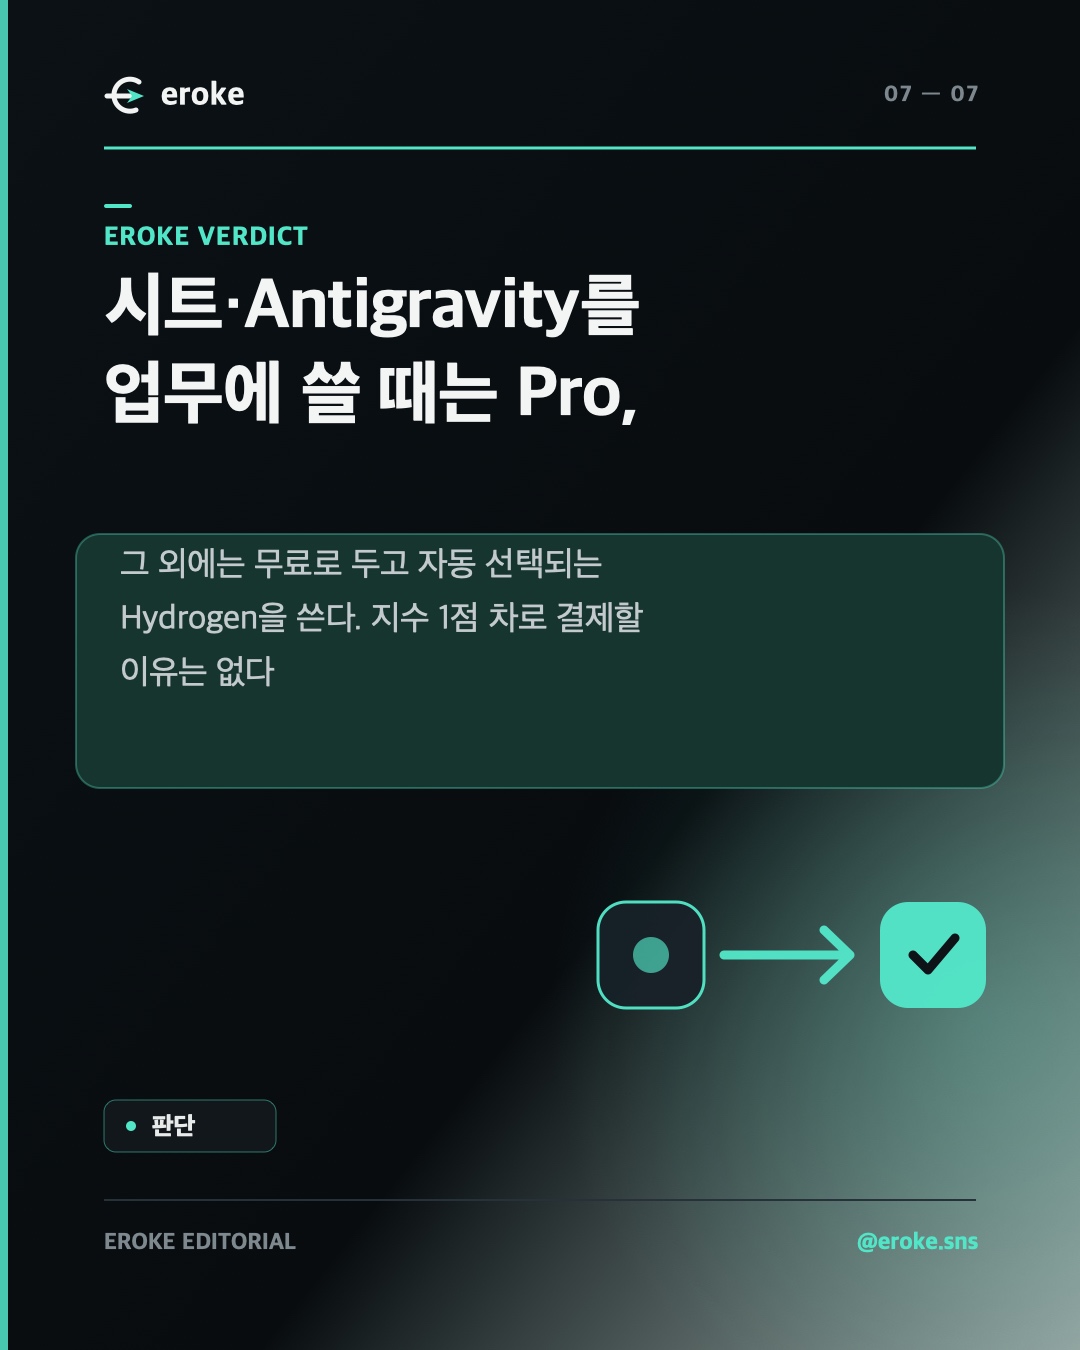 eroke
07 — 07
EROKE VERDICT
시트·Antigravity를
업무에 쓸 때는 Pro,
그 외에는 무료로 두고 자동 선택되는
Hydrogen을 쓴다. 지수 1점 차로 결제할
이유는 없다
판단
EROKE EDITORIAL
@eroke.sns